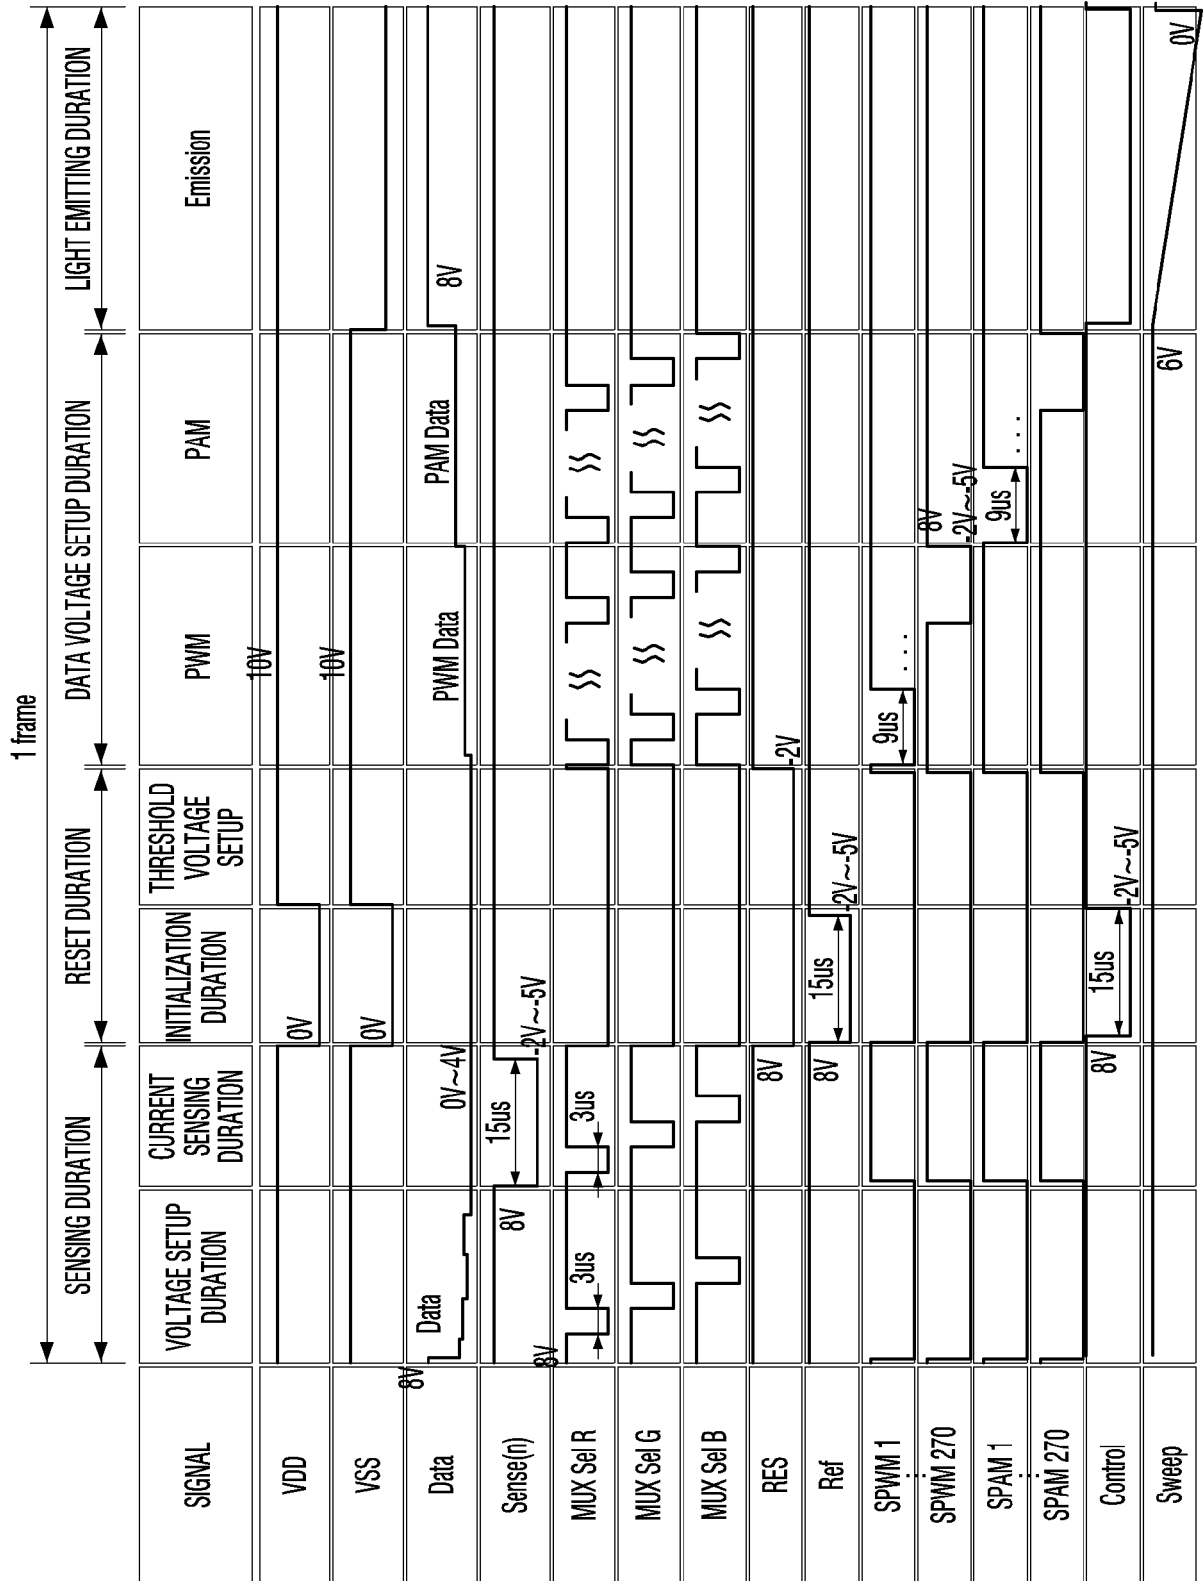 1 frame
SENSING DURATION
RESET DURATION
DATA VOLTAGE SETUP DURATION
LIGHT EMITTING DURATION
SIGNAL
VOLTAGE SETUP
DURATION
CURRENT
SENSING
DURATION
INITIALIZATION
DURATION
THRESHOLD
VOLTAGE
SETUP
PWM
PAM
Emission
VDD
0V
10V
VSS
0V
10V
Data
8V
Data
0V~4V
PWM Data
PAM Data
8V
Sense(n)
8V
15us
-2V~-5V
MUX Sel R
8V
3us
3us
MUX Sel G
MUX Sel B
RES
8V
-2V
Ref
8V
15us
-2V~-5V
SPWM 1
9us
...
...
SPWM 270
8V
-2V~-5V
SPAM 1
9us
...
...
SPAM 270
Control
8V
15us
-2V~-5V
Sweep
6V
0V